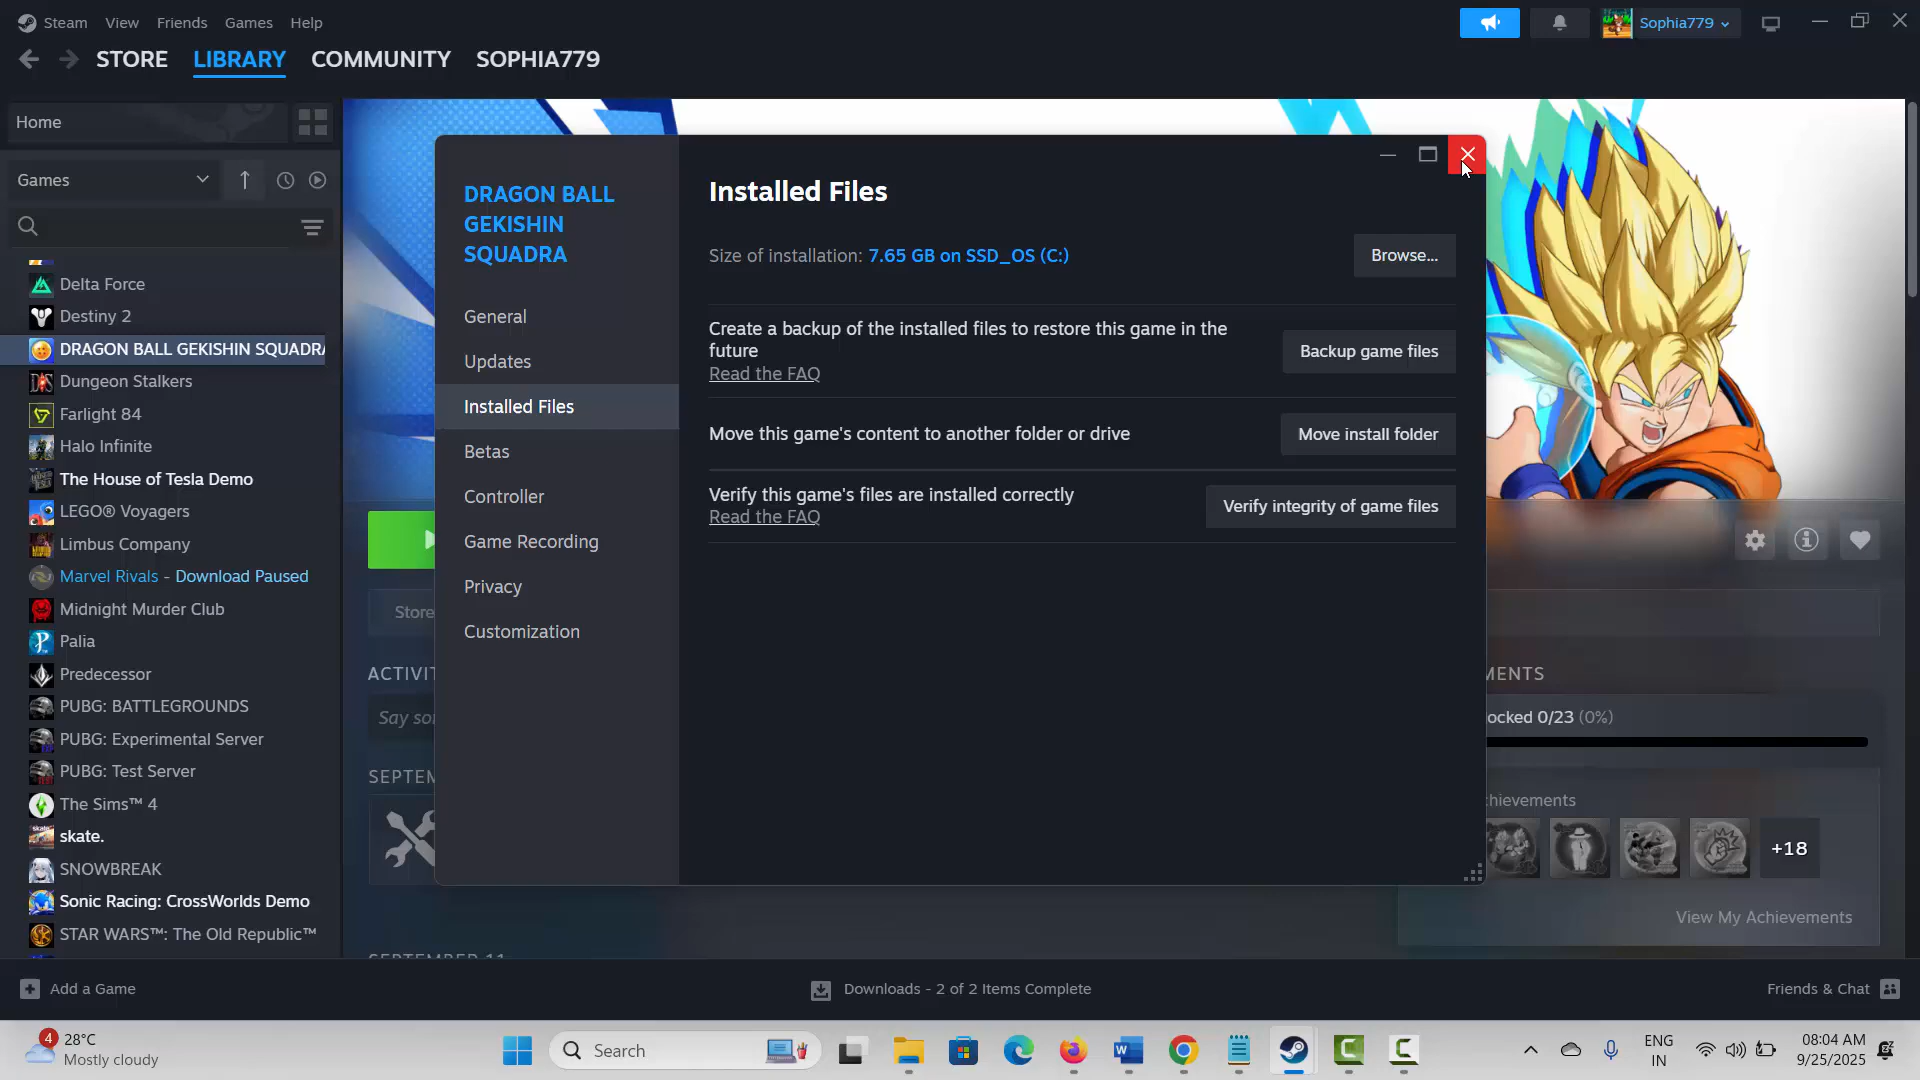 Steam View Friends Games Help
Sophia779
STORE LIBRARY COMMUNITY SOPHIA779
Home
Games
Delta Force
Destiny 2
DRAGON BALL GEKISHIN SQUADRA
Dungeon Stalkers
Farlight 84
Halo Infinite
The House of Tesla Demo
LEGO® Voyagers
Limbus Company
Marvel Rivals - Download Paused
Midnight Murder Club
Palia
Predecessor
PUBG: BATTLEGROUNDS
PUBG: Experimental Server
PUBG: Test Server
The Sims™ 4
skate.
SNOWBREAK
Sonic Racing: CrossWorlds Demo
STAR WARS™: The Old Republic™
DRAGON BALL
GEKISHIN
SQUADRA
General
Updates
Installed Files
Betas
Controller
Game Recording
Privacy
Customization
Installed Files
Size of installation: 7.65 GB on SSD_OS (C:)
Browse...
Create a backup of the installed files to restore this game in the
future
Read the FAQ
Backup game files
Move this game's content to another folder or drive
Move install folder
Verify this game's files are installed correctly
Read the FAQ
Verify integrity of game files
Store
ACTIVIT
Say so
SEPTEM
SEPTEMBER 11
MENTS
ocked 0/23 (0%)
chievements
+18
View My Achievements
Add a Game
Downloads - 2 of 2 Items Complete
Friends & Chat
4
28°C
Mostly cloudy
Search
ENG
IN
08:04 AM
9/25/2025